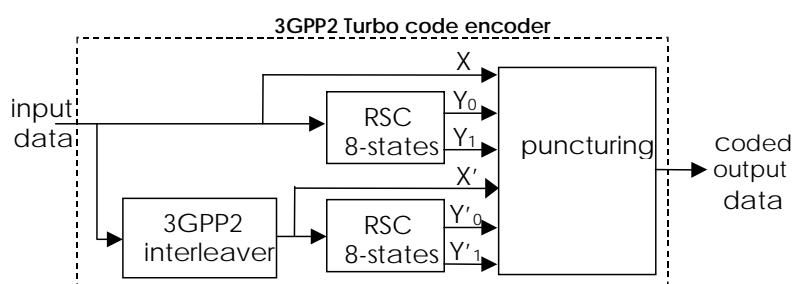 3GPP2 Turbo code encoder
input
data
X
RSC
8-states
Y0
Y1
X'
3GPP2
interleaver
RSC
8-states
Y'0
Y'1
puncturing
coded
output
data